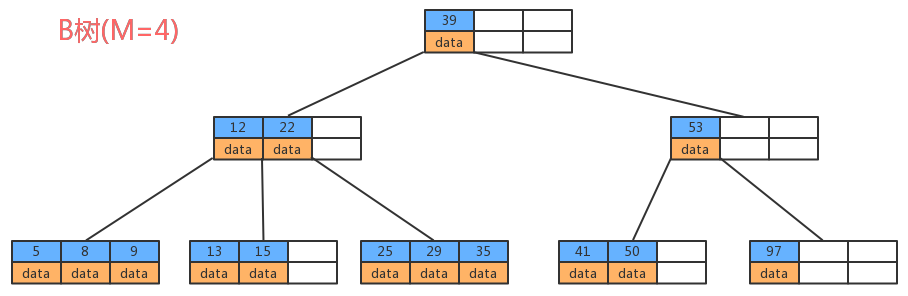 B树(M=4)
39
data
12 22
data data
53
data
5 8 9
data data data
13 15
data data
25 29 35
data data data
41 50
data data
97
data